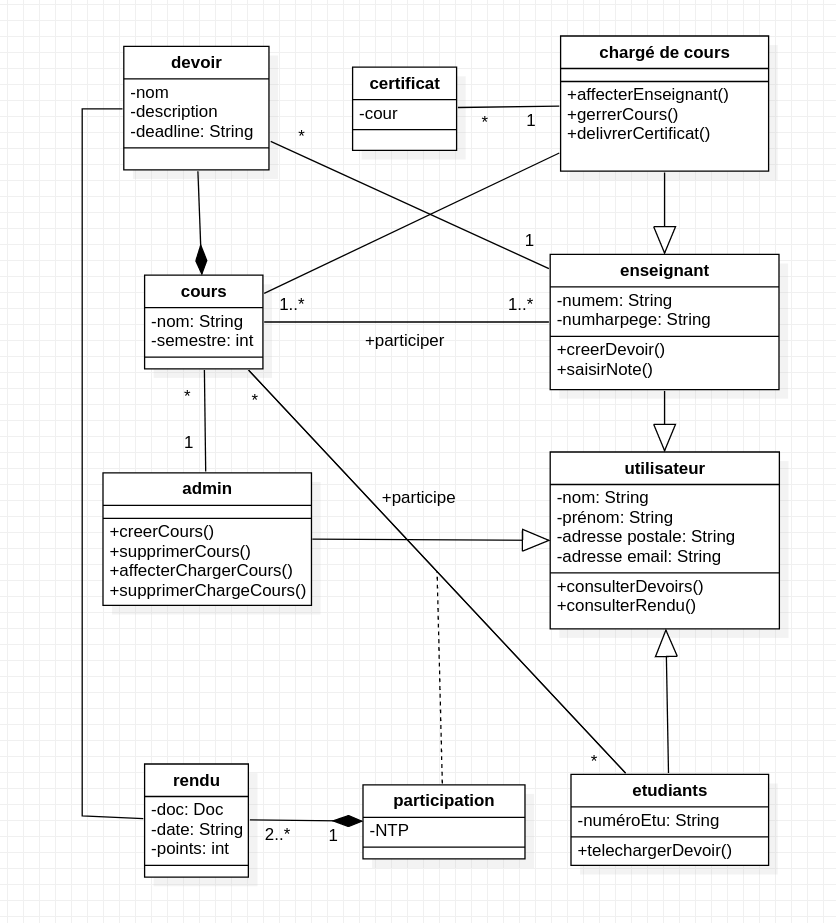 devoir
-nom
-description
-deadline: String
certificat
-cour
*
1
chargé de cours
+affecterEnseignant()
+gerrerCours()
+delivrerCertificat()
*
1
cours
-nom: String
-semestre: int
1..*
1..*
+participer
enseignant
-numem: String
-numharpege: String
+creerDevoir()
+saisirNote()
*
1
*
+participe
admin
+creerCours()
+supprimerCours()
+affecterChargerCours()
+supprimerChargeCours()
utilisateur
-nom: String
-prénom: String
-adresse postale: String
-adresse email: String
+consulterDevoirs()
+consulterRendu()
rendu
-doc: Doc
-date: String
-points: int
2..*
1
participation
-NTP
*
etudiants
-numéroEtu: String
+telechargerDevoir()